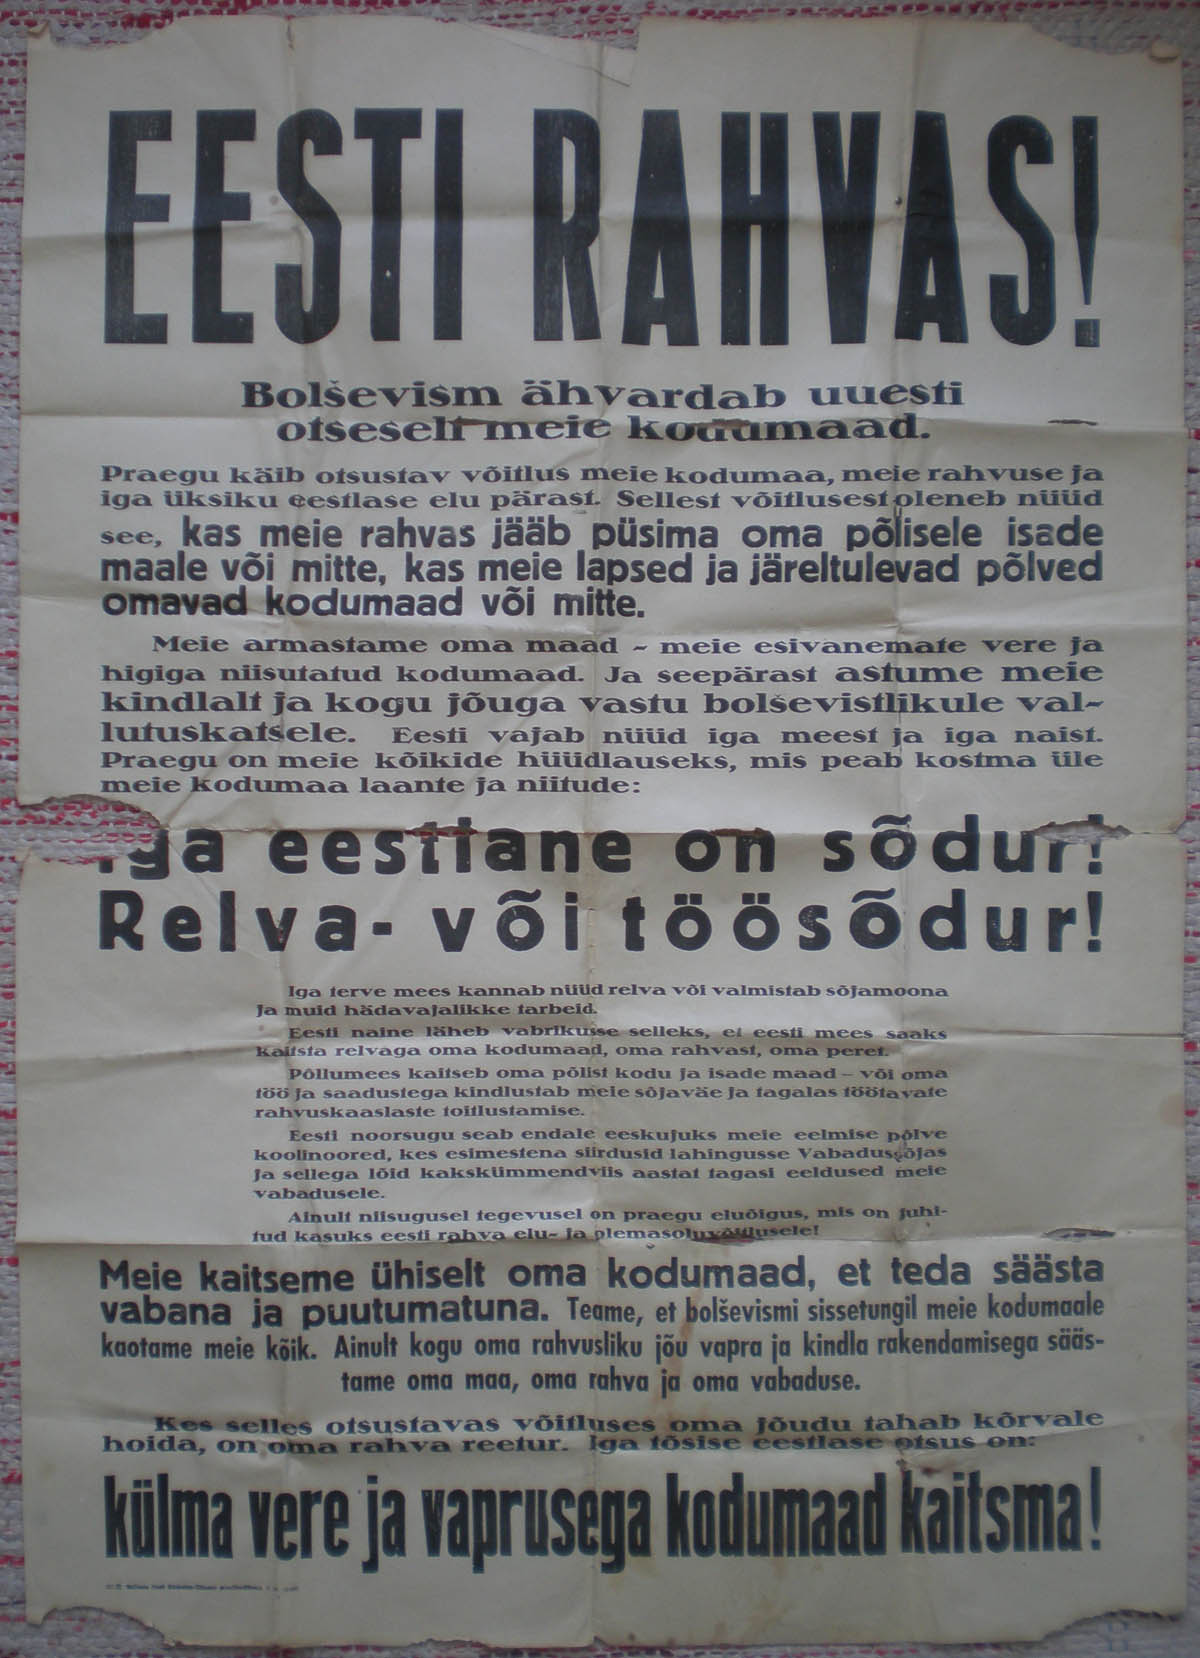 EESTI RAHVAS!
Bolševism ähvardab uuesti
otseselt meie kodumaad.
Praegu käib otsustav võitlus meie kodumaa, meie rahvuse ja
iga üksiku eestlase elu pärast. Sellest võitlusest oleneb nüüd
see, kas meie rahvas jääb püsima oma põlisele isade
maale või mitte, kas meie lapsed ja järeltulevad põlved
omavad kodumaad või mitte.
Meie armastame oma maad - meie esivanemate vere ja
higiga niisutatud kodumaad. Ja seepärast astume meie
kindlalt ja kogu jõuga vastu bolševistlikule val-
lutuskatsele. Eesti vajab nüüd iga meest ja iga naist.
Praegu on meie kõikide hüüdlauseks, mis peab kostma üle
meie kodumaa laante ja niitude:
Iga eestlane on sõdur!
Relva- või töösõdur!
Iga terve mees kannab nüüd relva või valmistab sõjamoona
ja muid hädavajalikke tarbeid.
Eesti naine läheb vabrikusse selleks, et eesti mees saaks
kaitsta relvaga oma kodumaad, oma rahvast, oma peret.
Põllumees kaitseb oma põlist kodu ja isade maad – või oma
töö ja saadustega kindlustab meie sõjaväe ja tagalas töötavate
rahvuskaaslaste toitlustamise.
Eesti noorsugu seab endale eeskujuks meie eelmise põlve
koolinoored, kes esimestena siirdusid lahingusse Vabadussõjas
ja sellega lõid kakskümmendviis aastat tagasi eeldused meie
vabadusele.
Ainult niisugusel tegevusel on praegu eluõigus, mis on juhi-
tud kasuks eesti rahva elu- ja olemasoluvõitlusele!
Meie kaitseme ühiselt oma kodumaad, et teda säästa
vabana ja puutumatuna. Teame, et bolševismi sissetungil meie kodumaale
kaotame meie kõik. Ainult kogu oma rahvusliku jõu vapra ja kindla rakendamisega sääs-
tame oma maa, oma rahva ja oma vabaduse.
Kes selles otsustavas võitluses oma jõudu tahab kõrvale
hoida, on oma rahva reetur. Iga tõsise eestlase otsus on:
külma vere ja vaprusega kodumaad kaitsma!